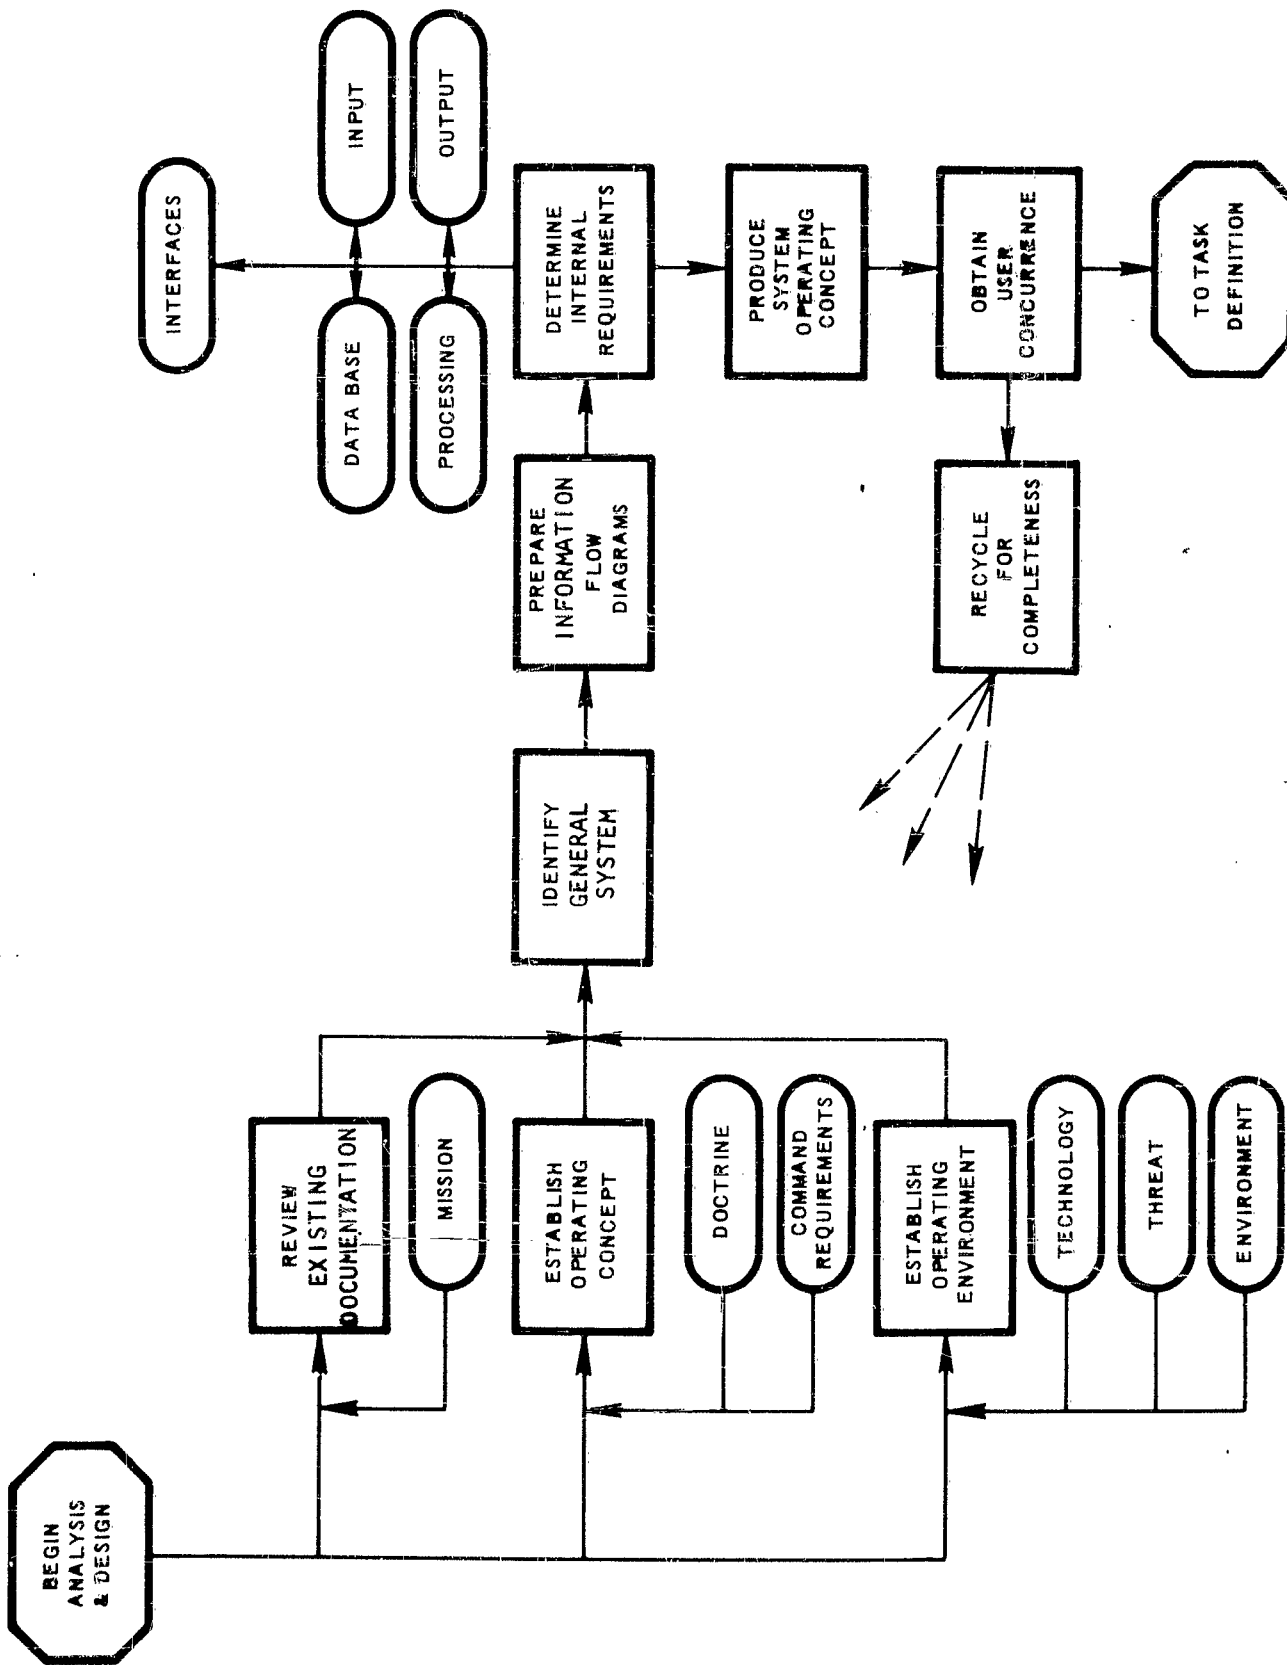 BEGIN
ANALYSIS
& DESIGN
REVIEW
EXISTING
DOCUMENTATION
MISSION
ESTABLISH
OPERATING
CONCEPT
DOCTRINE
COMMAND
REQUIREMENTS
ESTABLISH
OPERATING
ENVIRONMENT
TECHNOLOGY
THREAT
ENVIRONMENT
IDENTIFY
GENERAL
SYSTEM
PREPARE
INFORMATION
FLOW
DIAGRAMS
DETERMINE
INTERNAL
REQUIREMENTS
INTERFACES
DATA BASE
INPUT
PROCESSING
OUTPUT
PRODUCE
SYSTEM
OPERATING
CONCEPT
OBTAIN
USER
CONCURRENCE
RECYCLE
FOR
COMPLETENESS
TO TASK
DEFINITION